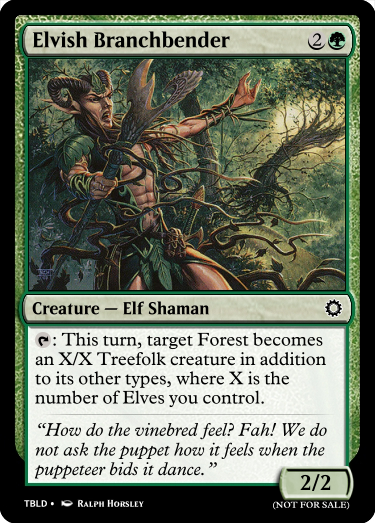 Elvish Branchbender 2
Creature — Elf Shaman
: This turn, target Forest becomes
an X/X Treefolk creature in addition
to its other types, where X is the
number of Elves you control.
“How do the vinebred feel? Fah! We do
not ask the puppet how it feels when the
puppeteer bids it dance.”
2/2
TBLD • Ralph Horsley
(NOT FOR SALE)